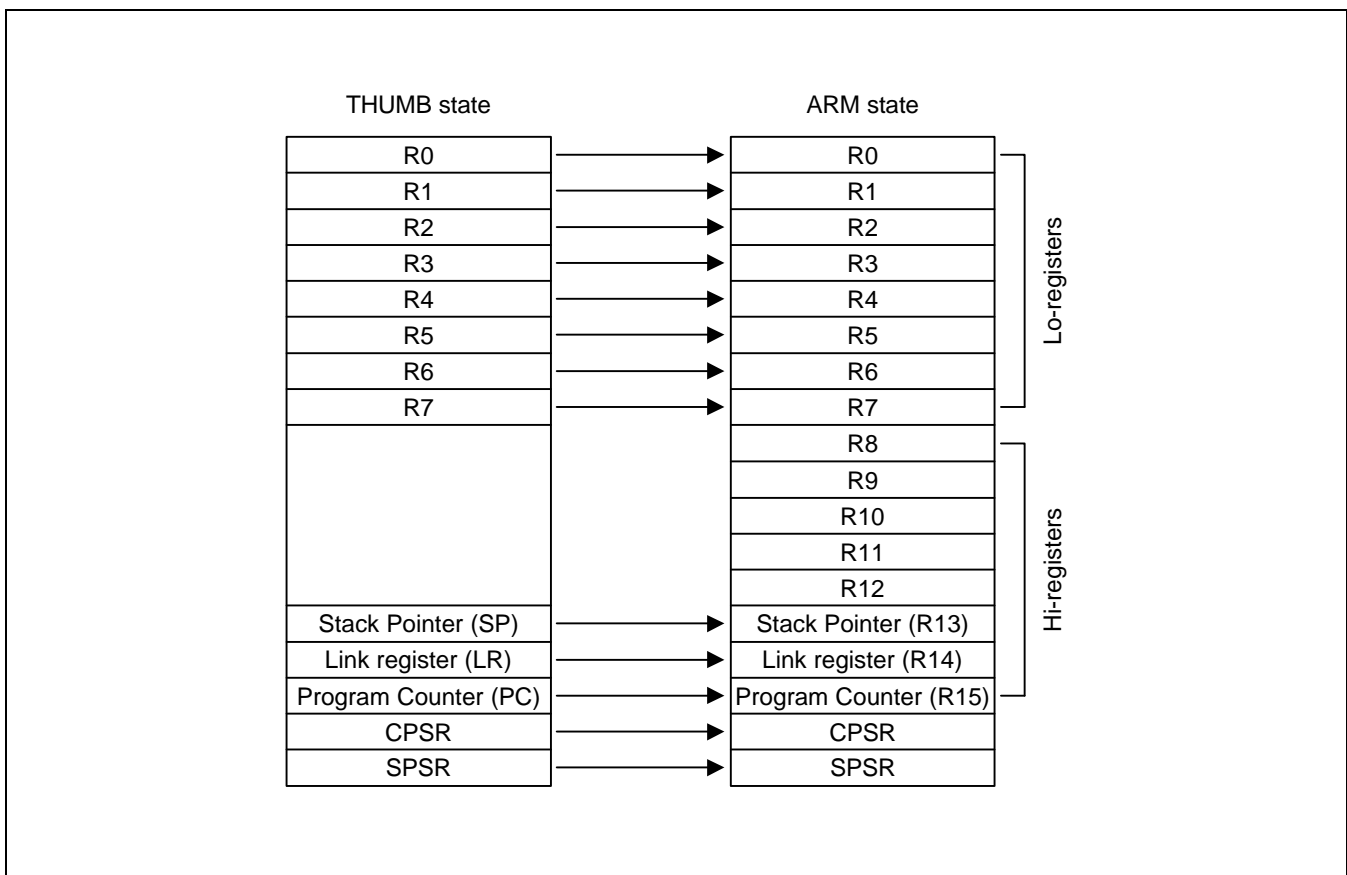 THUMB state
R0
R1
R2
R3
R4
R5
R6
R7
Stack Pointer (SP)
Link register (LR)
Program Counter (PC)
CPSR
SPSR
ARM state
R0
R1
R2
R3
R4
R5
R6
R7
R8
R9
R10
R11
R12
Stack Pointer (R13)
Link register (R14)
Program Counter (R15)
CPSR
SPSR
Lo-registers
Hi-registers